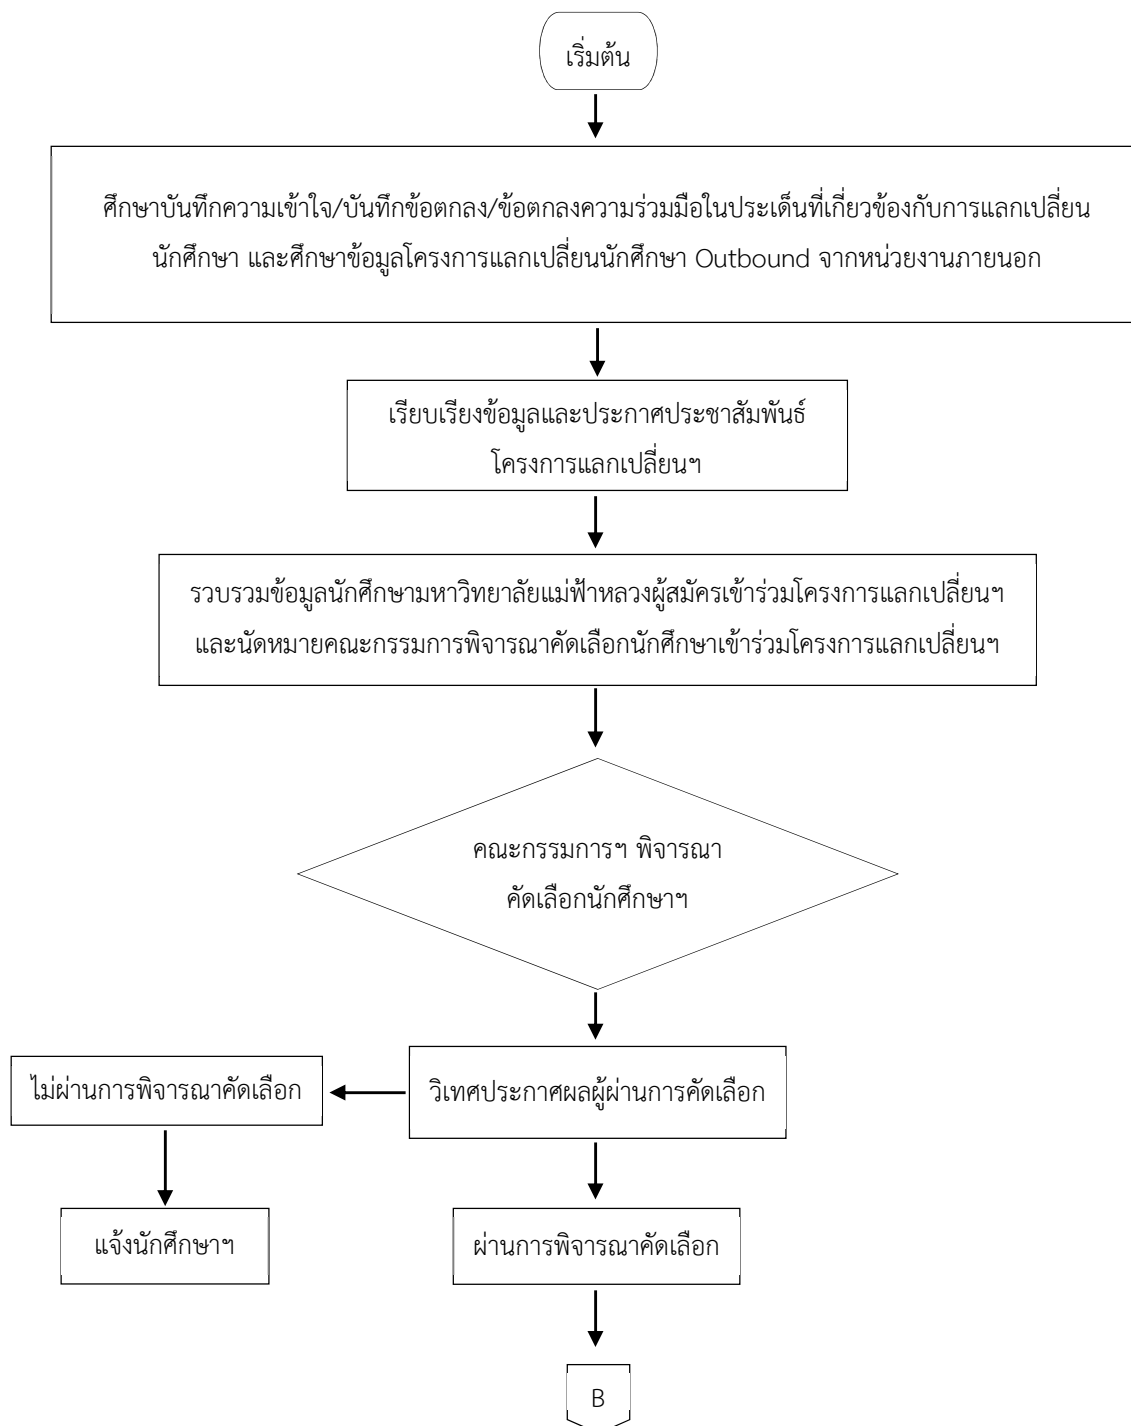 เริ่มต้น
ศึกษาบันทึกความเข้าใจ/บันทึกข้อตกลง/ข้อตกลงความร่วมมือในประเด็นที่เกี่ยวข้องกับการแลกเปลี่ยน
นักศึกษา และศึกษาข้อมูลโครงการแลกเปลี่ยนนักศึกษา Outbound จากหน่วยงานภายนอก
เรียบเรียงข้อมูลและประกาศประชาสัมพันธ์
โครงการแลกเปลี่ยนฯ
รวบรวมข้อมูลนักศึกษามหาวิทยาลัยแม่ฟ้าหลวงผู้สมัครเข้าร่วมโครงการแลกเปลี่ยนฯ
และนัดหมายคณะกรรมการพิจารณาคัดเลือกนักศึกษาเข้าร่วมโครงการแลกเปลี่ยนฯ
คณะกรรมการฯ พิจารณา
คัดเลือกนักศึกษาฯ
ไม่ผ่านการพิจารณาคัดเลือก
วิเทศประกาศผลผู้ผ่านการคัดเลือก
แจ้งนักศึกษาฯ
ผ่านการพิจารณาคัดเลือก
B